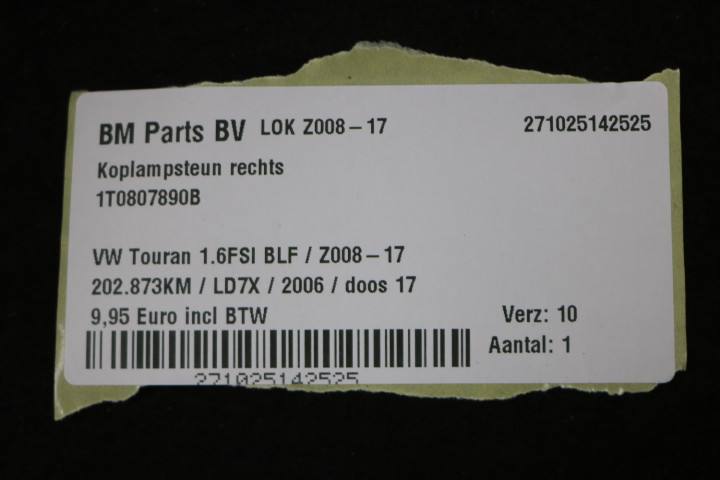 BM Parts BV LOK Z008-17 271025142525
Koplampsteun rechts
1T0807890B
VW Touran 1.6FSI BLF / Z008-17
202.873KM / LD7X / 2006 / doos 17
9,95 Euro incl BTW Verz: 10
Aantal: 1
271025142525